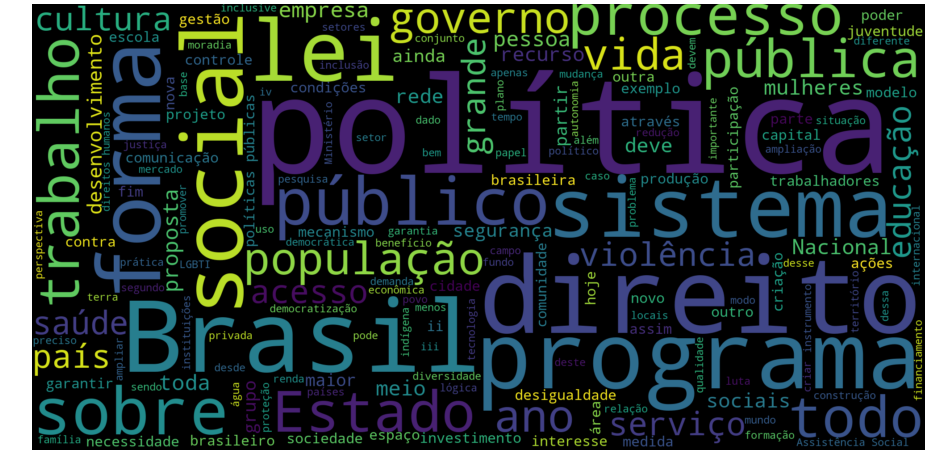 cultura
gestão
inclusive
setores
empresa
governo
processo
poder
juventude
escola
moradia
controle
inclusão
conjunto
ainda
pessoa
recurso
vida
devem
pública
diferente
trabalho
desenvolvimento
forma
social
lei
grande
base
nova
projeto
iv
condições
rede
dado
bem
Ministério
plano
tempo
papel
apenas
autonomia
além
mudança
político
partir
outra
exemplo
através
deve
redução
importante
mulheres
participação
modelo
parte
situação
capital
ampliação
educação
política
direitos humanos
justiça
comunicação
mercado
promover
políticas públicas
setor
fim
contra
proposta
perspectiva
prática
LGBTI
segundo
terra
pesquisa
público
brasileira
caso
produção
problema
trabalhadores
sistema
uso
mecanismo
garantia
segurança
democrática
benefício
campo
fundo
comunidade
violência
hoje
criação
Nacional
desse
ações
internacional
população
acesso
demanda
econômica
cidade
povo
democratização
menos
novo
locais
outro
assim
modo
território
dessa
instrumento
criar
direito
saúde
país
preciso
ampliar
instituições
Brasil
privada
desde
pode
indígena
ii
iii
tecnologia
deste
qualidade
luta
financiamento
programa
garantir
sendo
toda
água
grupo
proteção
renda
maior
países
meio
diversidade
lógica
desigualdade
área
relação
construção
sobre
Estado
ano
sociais
serviço
mundo
todo
família
necessidade
brasileiro
sociedade
espaço
investimento
interesse
medida
formação
Assistência Social